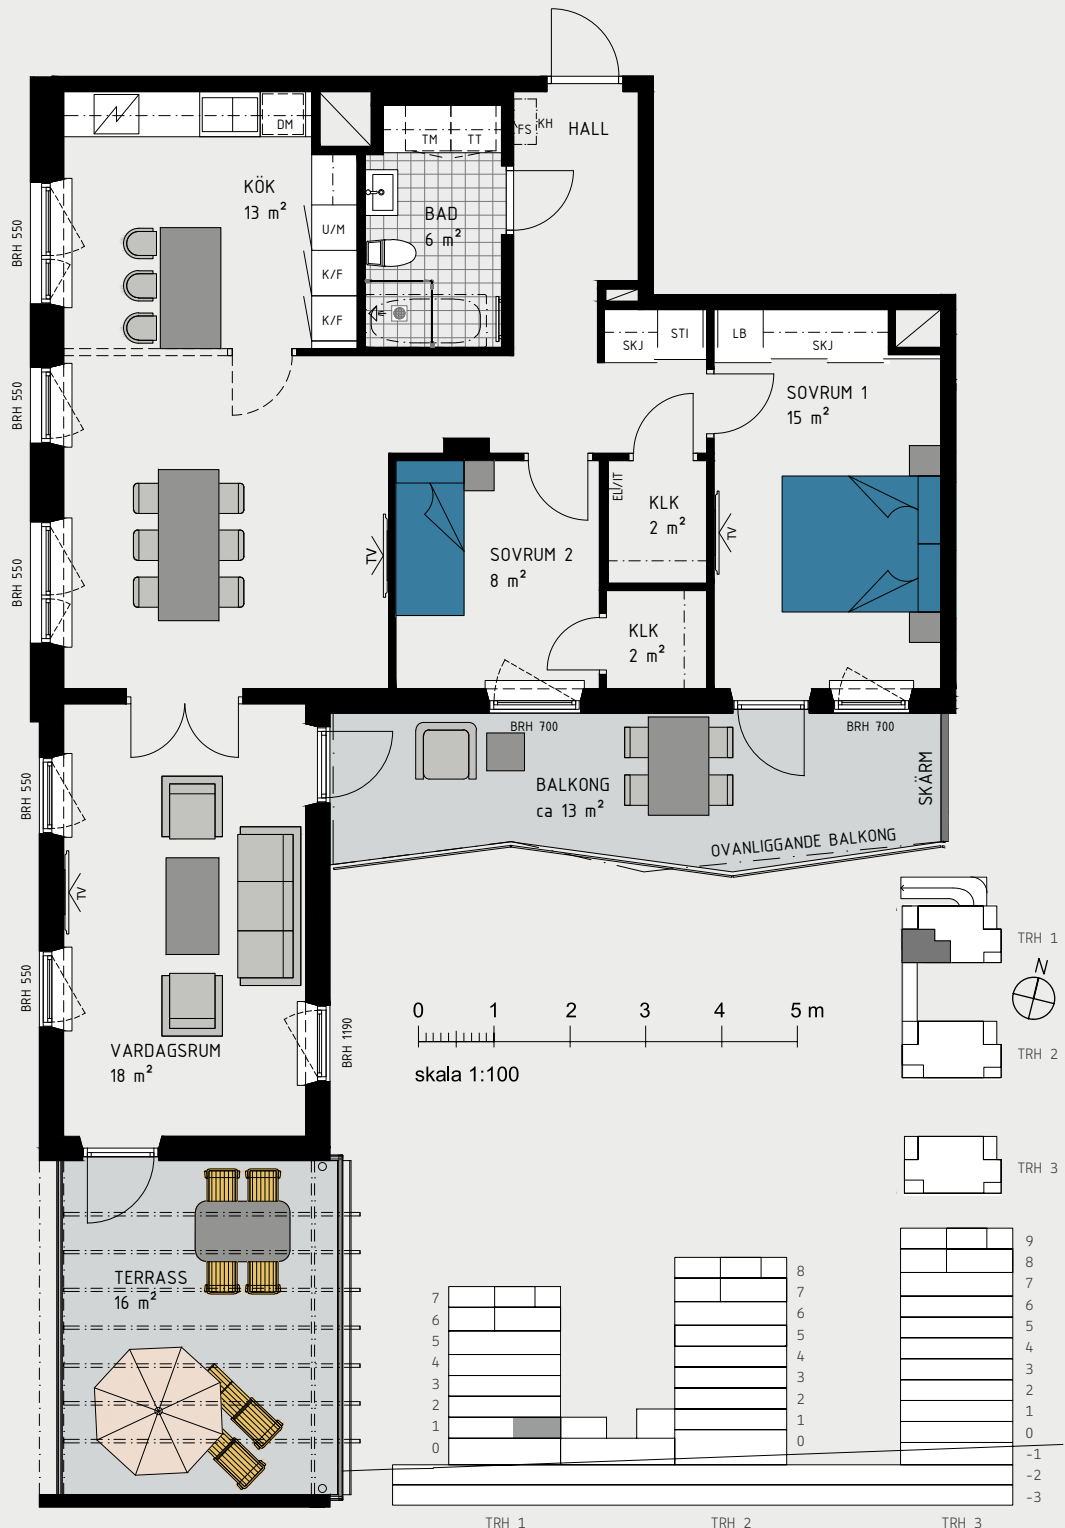 DM
TM
TT
FS
KH
HALL
KÖK
13 m²
BAD
6 m²
U/M
K/F
K/F
BRH 550
SKJ
STI
LB
SKJ
SOVRUM 1
15 m²
BRH 550
EL/IT
KLK
2 m²
TV
TV
SOVRUM 2
8 m²
BRH 550
KLK
2 m²
BRH 700
BRH 700
BRH 550
BALKONG
ca 13 m²
SKÄRM
OVANLIGGANDE BALKONG
TV
BRH 550
TRH 1
N
0 1 2 3 4 5 m
skala 1:100
BRH 1190
VARDAGSRUM
18 m²
TRH 2
TRH 3
TERRASS
16 m²
7
6
5
4
3
2
1
0
8
7
6
5
4
3
2
1
0
9
8
7
6
5
4
3
2
1
0
-1
-2
-3
TRH 1
TRH 2
TRH 3